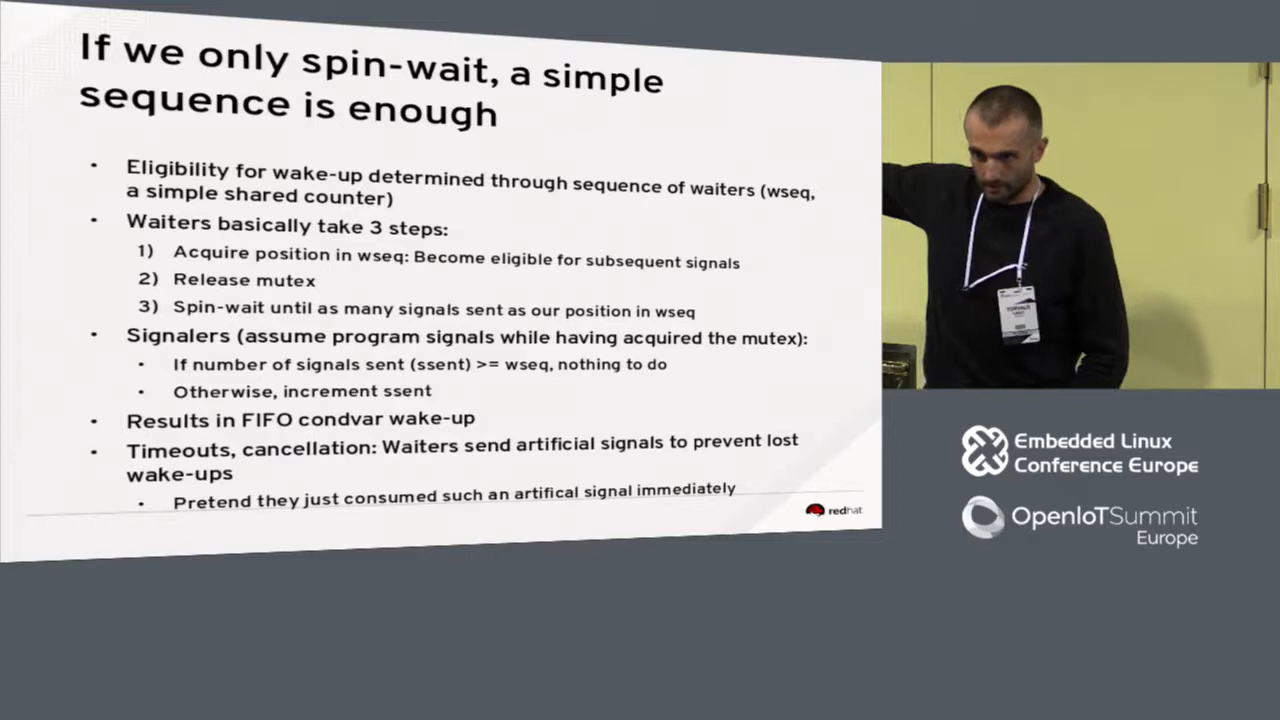 If we only spin-wait, a simple
sequence is enough
• Eligibility for wake-up determined through sequence of waiters (wseq,
a simple shared counter)
• Waiters basically take 3 steps:
1) Acquire position in wseq: Become eligible for subsequent signals
2) Release mutex
3) Spin-wait until as many signals sent as our position in wseq
• Signalers (assume program signals while having acquired the mutex):
• If number of signals sent (ssent) >= wseq, nothing to do
• Otherwise, increment ssent
• Results in FIFO condvar wake-up
• Timeouts, cancellation: Waiters send artificial signals to prevent lost
wake-ups
• Pretend they just consumed such an artifical signal immediately
redhat
Embedded Linux
Conference Europe
OpenIoTSummit
Europe